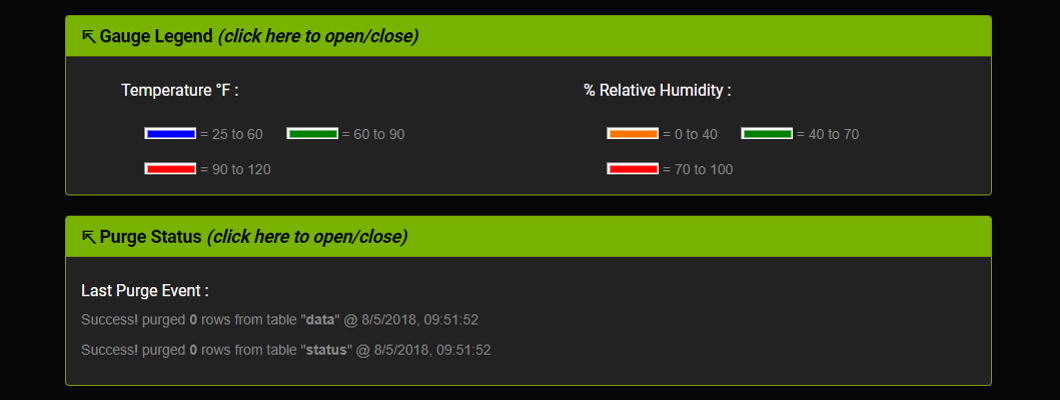 Gauge Legend (click here to open/close)
Temperature °F :
% Relative Humidity :
= 25 to 60
= 60 to 90
= 0 to 40
= 40 to 70
= 90 to 120
= 70 to 100
Purge Status (click here to open/close)
Last Purge Event :
Success! purged 0 rows from table "data" @ 8/5/2018, 09:51:52
Success! purged 0 rows from table "status" @ 8/5/2018, 09:51:52